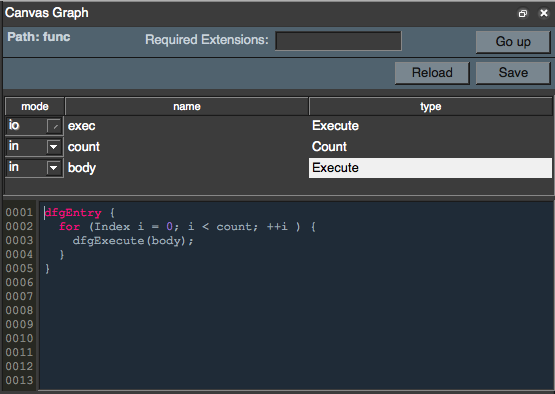 Canvas Graph
Path: func
Required Extensions:
Go up
Reload
Save
mode name type
io exec Execute
in count Count
in body Execute
0001 dfgEntry {
0002 for (Index i = 0; i < count; ++i ) {
0003 dfgExecute(body);
0004 }
0005 }
0006
0007
0008
0009
0010
0011
0012
0013